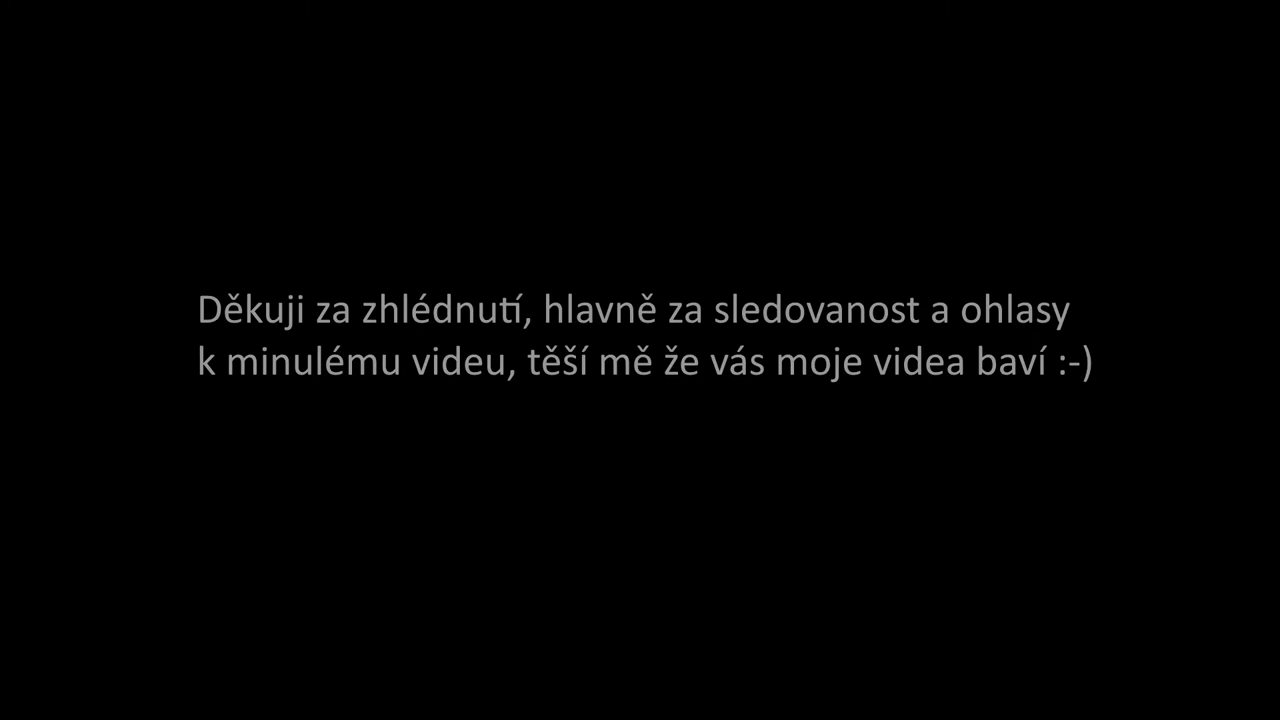 Děkuji za zhlédnutí, hlavně za sledovanost a ohlasy
k minulému videu, těší mě že vás moje videa baví :-)